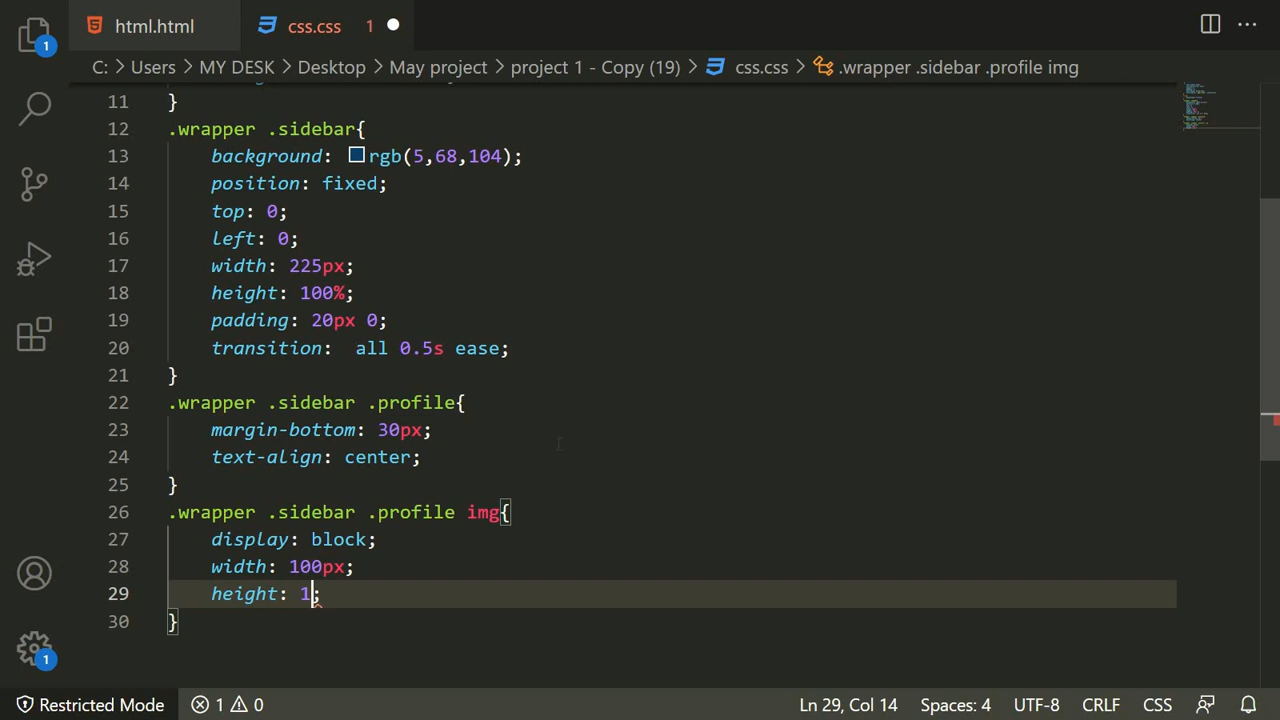 html.html css.css 1
C: > Users > MY DESK > Desktop > May project > project 1 - Copy (19) > css.css > .wrapper .sidebar .profile img
11 }
12 .wrapper .sidebar{
13 background: rgb(5,68,104);
14 position: fixed;
15 top: 0;
16 left: 0;
17 width: 225px;
18 height: 100%;
19 padding: 20px 0;
20 transition:  all 0.5s ease;
21 }
22 .wrapper .sidebar .profile{
23 margin-bottom: 30px;
24 text-align: center;
25 }
26 .wrapper .sidebar .profile img{
27 display: block;
28 width: 100px;
29 height: 1;
30 }
1
1
Restricted Mode 1 0 Ln 29, Col 14 Spaces: 4 UTF-8 CRLF CSS